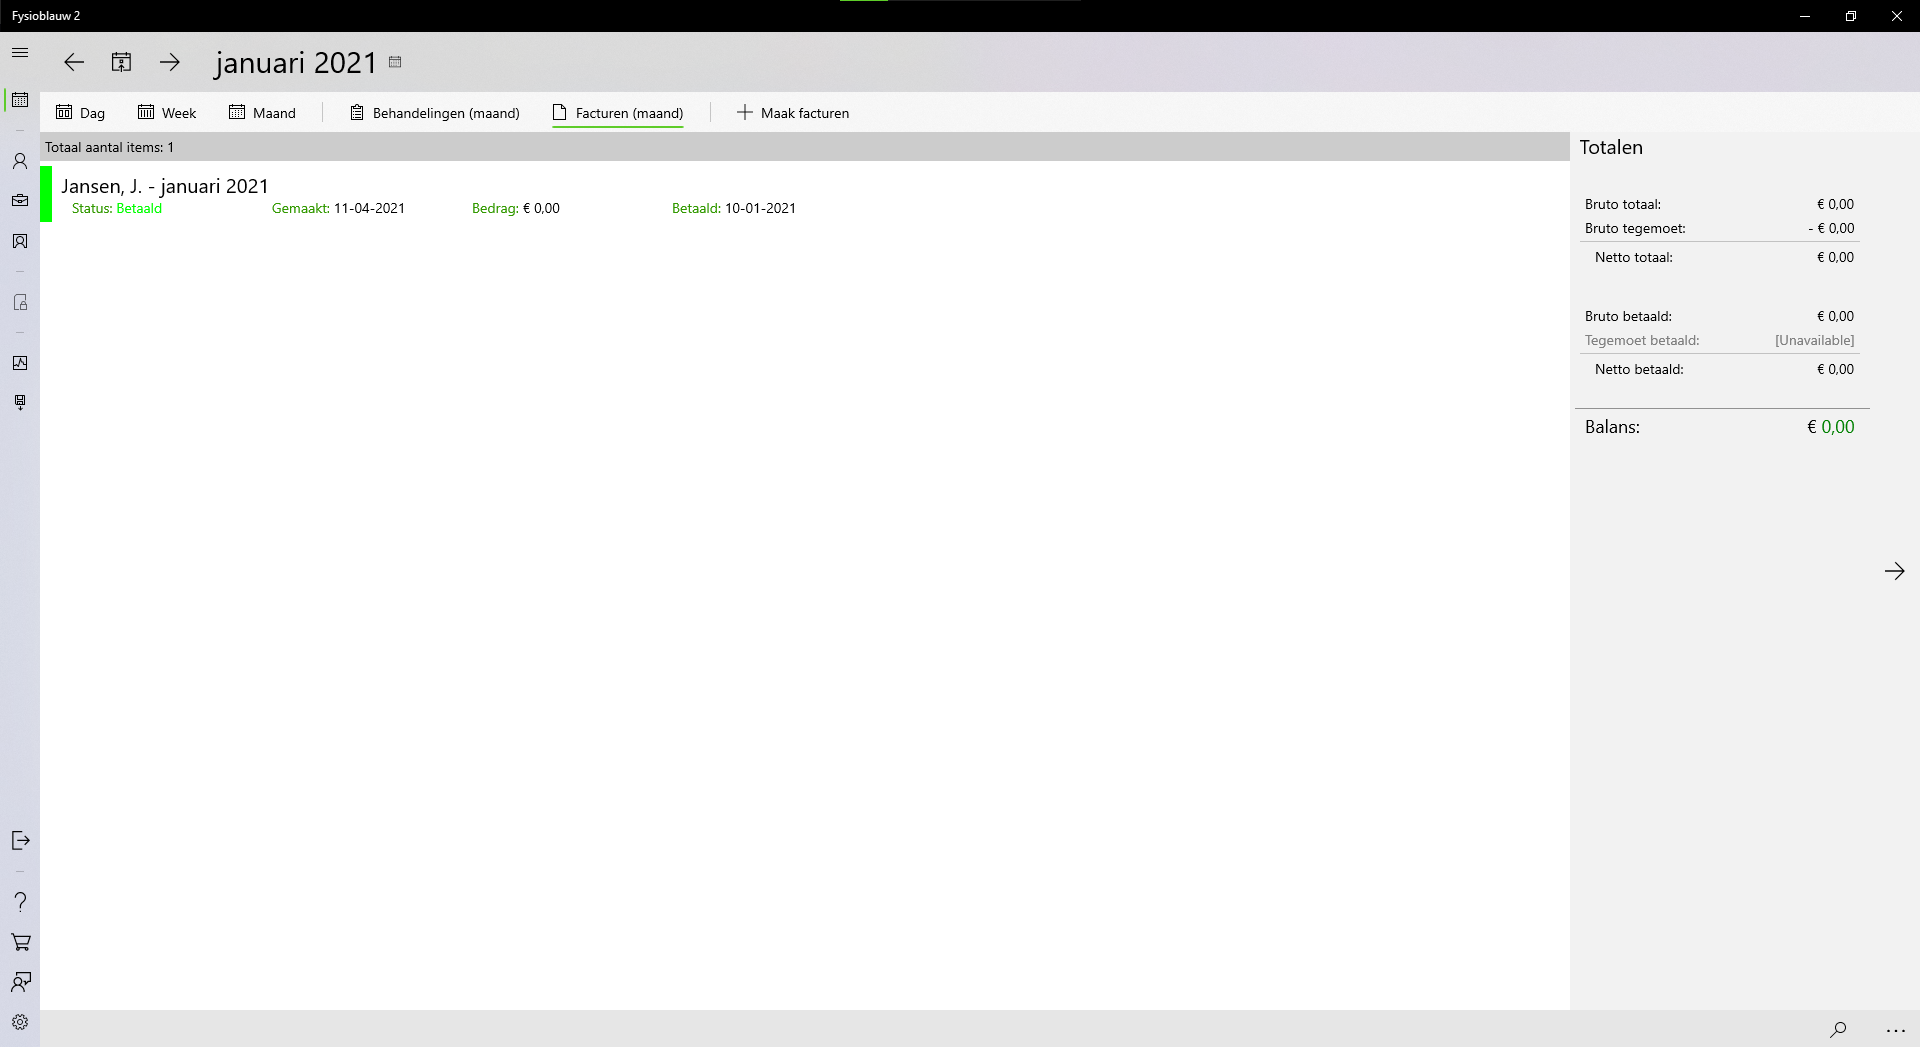 Fysioblauw 2
januari 2021
Dag Week Maand Behandelingen (maand) Facturen (maand) Maak facturen
Totaal aantal items: 1
Jansen, J. - januari 2021
Status: Betaald Gemaakt: 11-04-2021 Bedrag: € 0,00 Betaald: 10-01-2021
Totalen
Bruto totaal: € 0,00
Bruto tegemoet: - € 0,00
Netto totaal: € 0,00
Bruto betaald: € 0,00
Tegemoet betaald: [Unavailable]
Netto betaald: € 0,00
Balans: € 0,00